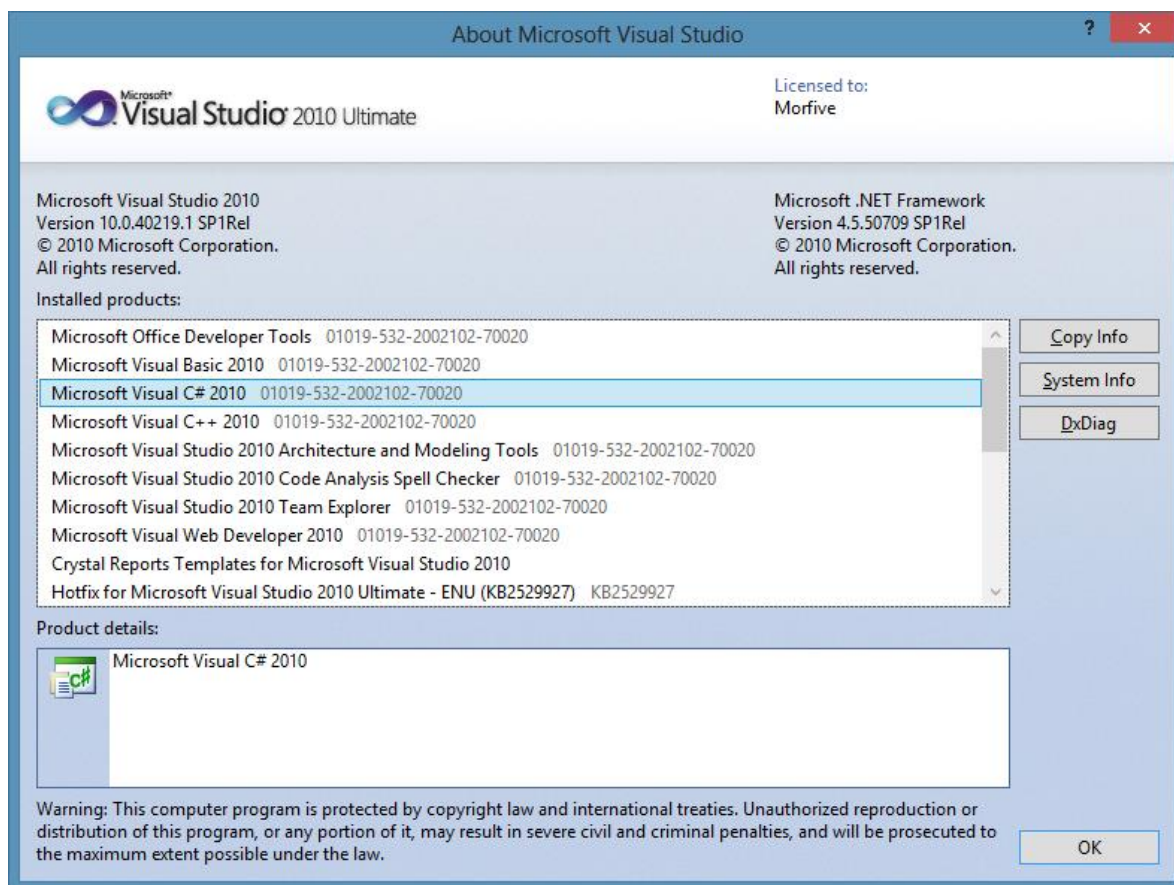 About Microsoft Visual Studio
?
Microsoft®
Visual Studio® 2010 Ultimate
Licensed to:
Morfive
Microsoft Visual Studio 2010
Version 10.0.40219.1 SP1Rel
© 2010 Microsoft Corporation.
All rights reserved.
Microsoft .NET Framework
Version 4.5.50709 SP1Rel
© 2010 Microsoft Corporation.
All rights reserved.
Installed products:
Microsoft Office Developer Tools 01019-532-2002102-70020
Microsoft Visual Basic 2010 01019-532-2002102-70020
Microsoft Visual C# 2010 01019-532-2002102-70020
Microsoft Visual C++ 2010 01019-532-2002102-70020
Microsoft Visual Studio 2010 Architecture and Modeling Tools 01019-532-2002102-70020
Microsoft Visual Studio 2010 Code Analysis Spell Checker 01019-532-2002102-70020
Microsoft Visual Studio 2010 Team Explorer 01019-532-2002102-70020
Microsoft Visual Web Developer 2010 01019-532-2002102-70020
Crystal Reports Templates for Microsoft Visual Studio 2010
Hotfix for Microsoft Visual Studio 2010 Ultimate - ENU (KB2529927) KB2529927
Copy Info
System Info
DxDiag
Product details:
C#
Microsoft Visual C# 2010
Warning: This computer program is protected by copyright law and international treaties. Unauthorized reproduction or
distribution of this program, or any portion of it, may result in severe civil and criminal penalties, and will be prosecuted to
the maximum extent possible under the law.
OK